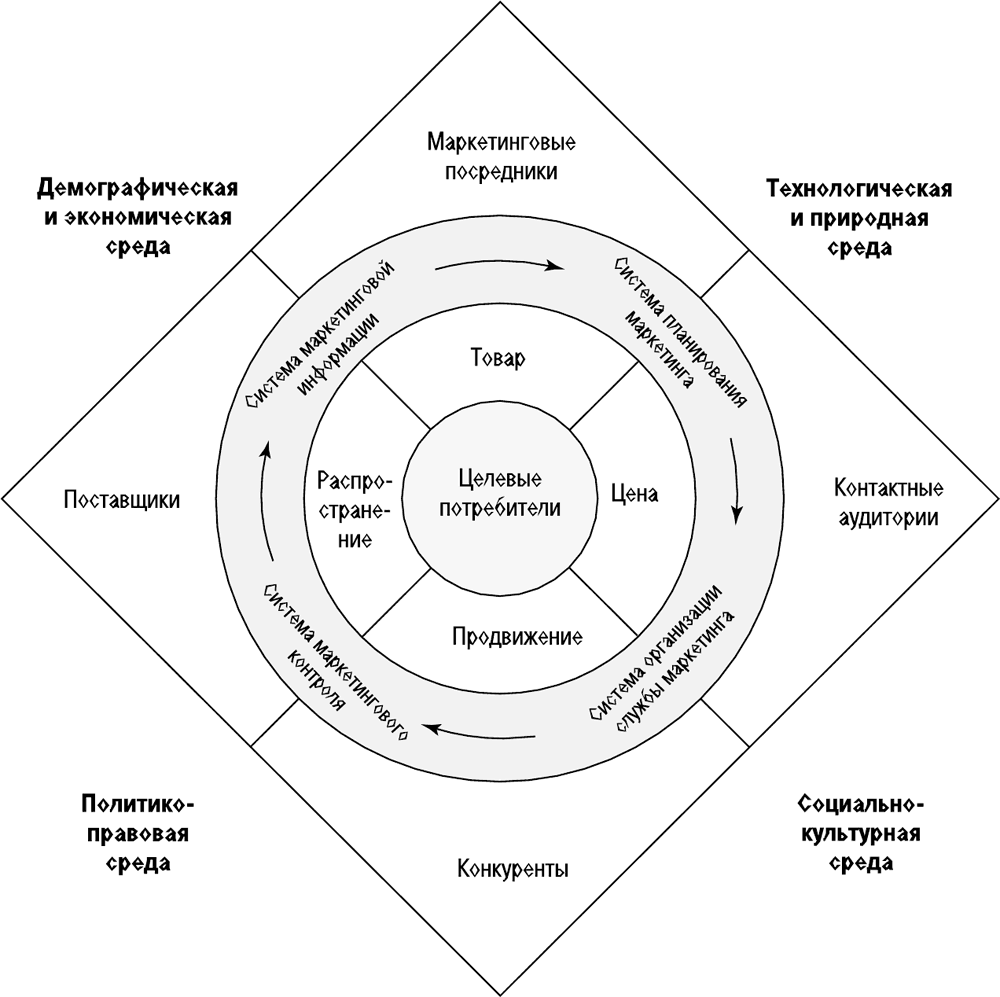 Маркетинговые
посредники
Демографическая
и экономическая
среда
Технологическая
и природная
среда
Система маркетинговой
информации
Система планирования
маркетинга
Товар
Распро-
стране-
ние
Целевые
потребители
Цена
Поставщики
Контактные
аудитории
Продвижение
Система маркетингового
контроля
Система организации
службы маркетинга
Политико-
правовая
среда
Социально-
культурная
среда
Конкуренты